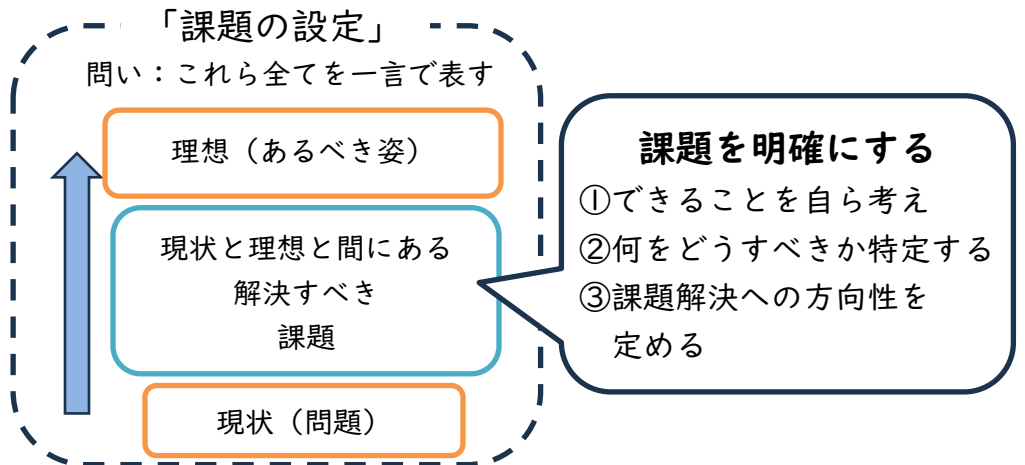 「課題の設定」
問い：これら全てを一言で表す
理想（あるべき姿）
現状と理想と間にある
解決すべき
課題
現状（問題）
課題を明確にする
①できることを自ら考え
②何をどうすべきか特定する
③課題解決への方向性を
定める